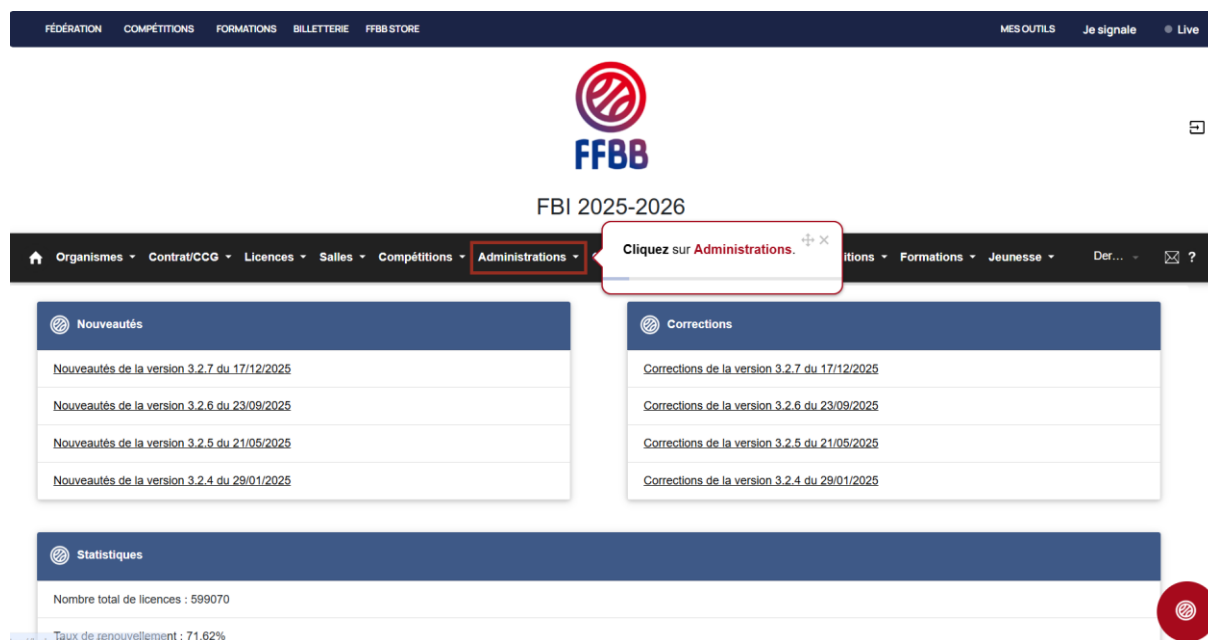 FÉDÉRATION COMPÉTITIONS FORMATIONS BILLETTERIE FFBB STORE MES OUTILS Je signale Live
FFBB
FBI 2025-2026
Organismes Contrat/CCG Licences Salles Compétitions Administrations Cliquez sur Administrations. itions Formations Jeunesse Der... ?
Nouveautés
Nouveautés de la version 3.2.7 du 17/12/2025
Nouveautés de la version 3.2.6 du 23/09/2025
Nouveautés de la version 3.2.5 du 21/05/2025
Nouveautés de la version 3.2.4 du 29/01/2025
Corrections
Corrections de la version 3.2.7 du 17/12/2025
Corrections de la version 3.2.6 du 23/09/2025
Corrections de la version 3.2.5 du 21/05/2025
Corrections de la version 3.2.4 du 29/01/2025
Statistiques
Nombre total de licences : 599070
Taux de renouvellement : 71.62%